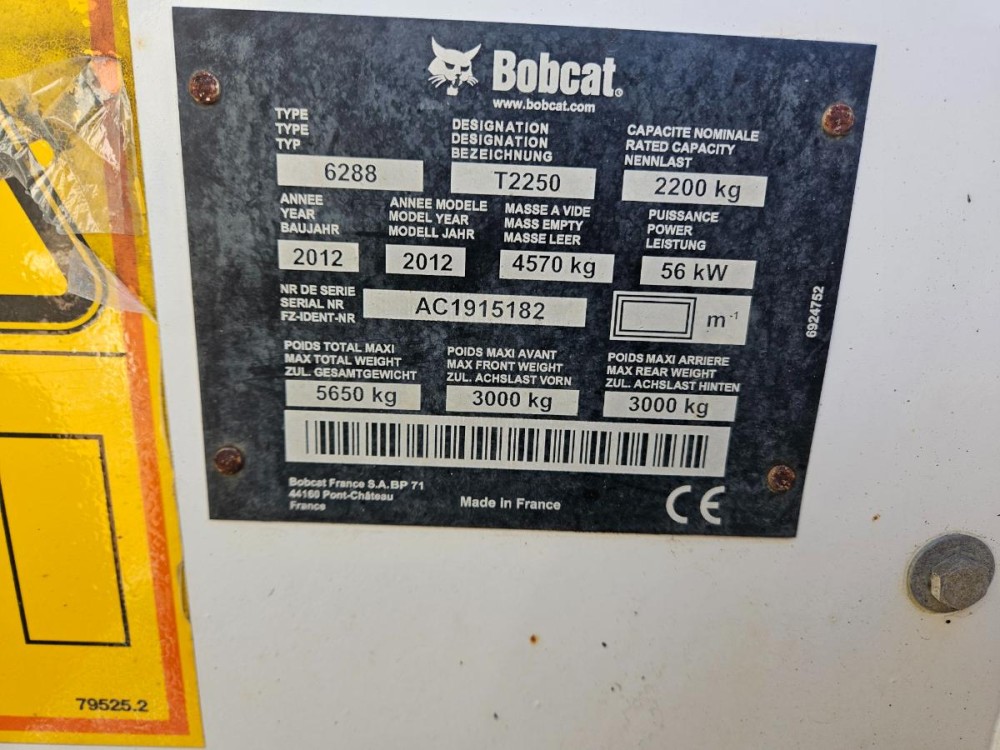 Bobcat®
www.bobcat.com
TYPE
TYPE
TYP
6288
DESIGNATION
DESIGNATION
BEZEICHNUNG
T2250
CAPACITE NOMINALE
RATED CAPACITY
NENNLAST
2200 kg
ANNEE
YEAR
BAUJAHR
2012
ANNEE MODELE
MODEL YEAR
MODELL JAHR
2012
MASSE A VIDE
MASS EMPTY
MASSE LEER
4570 kg
PUISSANCE
POWER
LEISTUNG
56 kW
NR DE SERIE
SERIAL NR
FZ-IDENT-NR
AC1915182
m⁻¹
6924752
POIDS TOTAL MAXI
MAX TOTAL WEIGHT
ZUL. GESAMTGEWICHT
5650 kg
POIDS MAXI AVANT
MAX FRONT WEIGHT
ZUL. ACHSLAST VORN
3000 kg
POIDS MAXI ARRIERE
MAX REAR WEIGHT
ZUL. ACHSLAST HINTEN
3000 kg
Bobcat France S.A.BP 71
44160 Pont-Château
France
Made in France
CE
79525.2